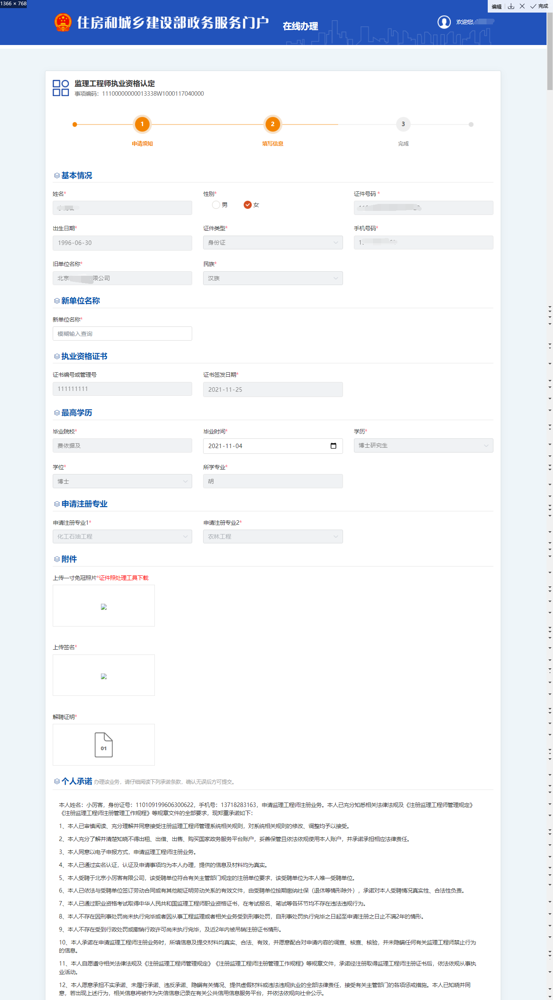 1366 × 768
编辑 完成
住房和城乡建设部政务服务门户 在线办理
欢迎您
监理工程师执业资格认定
事项编码：11100000000013338W1000117040000
1 2 3
申请须知 填写信息 完成
基本情况
姓名* 性别* 证件号码 *
男 女
出生日期* 证件类型* 手机号码*
1996-06-30 身份证 1
旧单位名称* 民族*
北京 限公司 汉族
新单位名称
新单位名称*
模糊输入查询
执业资格证书
证书编号或管理号 证书签发日期*
111111111 2021-11-25
最高学历
毕业院校* 毕业时间* 学历*
费依据及 2021-11-04 博士研究生
学位* 所学专业*
博士 胡
申请注册专业
申请注册专业1* 申请注册专业2*
化工石油工程 农林工程
附件
上传一寸免冠照片*证件照处理工具下载
上传签名*
解聘证明*
01
个人承诺 办理该业务，请仔细阅读下列承诺条款，确认无误后方可提交。
本人姓名：小厉害，身份证号：110109199606300622，手机号：13718283163，申请监理工程师注册业务。本人已充分知悉相关法律法规及《注册监理工程师管理规定》
《注册监理工程师注册管理工作规程》等规章文件的全部要求，现郑重承诺如下：
1、本人已审慎阅读、充分理解并同意接受注册监理工程师管理系统相关规则，对系统相关规则的修改、调整均予以接受。
2、本人充分了解并清楚知晓不得出租、出借、出售、购买国家政务服务平台账户，妥善保管且依法依规使用本人账户，并承诺承担相应法律责任。
3、本人同意以电子申报方式，申请监理工程师注册业务。
4、本人已通过实名认证，认证及申请事项均为本人办理，提供的信息及材料均为真实。
5、本人受聘于北京小厉害有限公司，该受聘单位符合有关主管部门规定的注册单位要求，该受聘单位为本人唯一受聘单位。
6、本人已依法与受聘单位签订劳动合同或有其他能证明劳动关系的有效文件，由受聘单位按期缴纳社保（退休等情形除外），承诺对本人受聘情况真实性、合法性负责。
7、本人已通过职业资格考试取得中华人民共和国监理工程师职业资格证书，在考试报名、笔试等各环节均不存在违法违规行为。
8、本人不存在因刑事处罚尚未执行完毕或者因从事工程监理或者相关业务受到刑事处罚，自刑事处罚执行完毕之日起至申请注册之日止不满2年的情形。
9、本人不存在受到行政处罚或撤销行政许可尚未执行完毕，及近2年内被吊销注册证书情形。
10、本人承诺在申请监理工程师注册业务时，所填信息及提交材料均真实、合法、有效，并愿意配合对申请内容的调查、核查、核验，并未隐瞒任何有关监理工程师禁止行为
的信息。
11、本人自愿遵守相关法律法规及《注册监理工程师管理规定》《注册监理工程师注册管理工作规程》等规章文件，承诺经注册取得监理工程师注册证书后，依法依规从事执
业活动。
12、本人愿意承担不实承诺、未履行承诺、违反承诺、隐瞒有关情况、提供虚假材料或违法违规执业的全部法律责任，接受有关主管部门的各项惩戒措施。本人已知晓并同
意，若出现上述行为，相关信息将被作为失信信息记录在有关公共信用信息服务平台，并依法依规向社会公示。